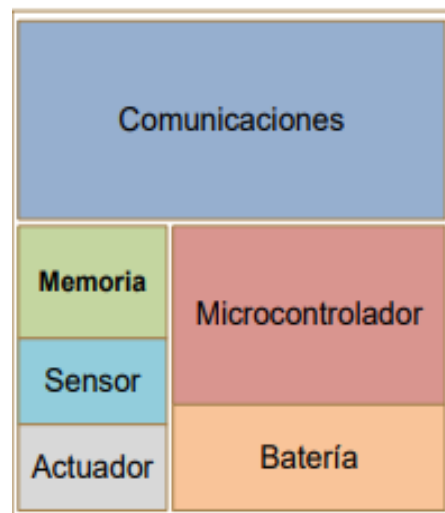 Comunicaciones
Memoria
Microcontrolador
Sensor
Actuador
Batería